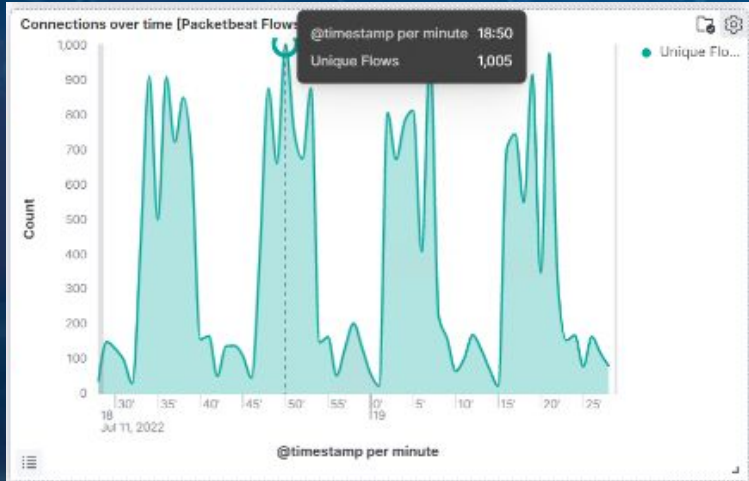 Connections over time [Packetbeat Flows
@timestamp per minute 18:50
Unique Flows 1,005
Unique Flo...
1,000
900
800
700
600
500
400
300
200
100
0
Count
30' 35' 40' 45' 50' 55' 0' 5' 10' 15' 20' 25'
18 19
Jul 11, 2022
@timestamp per minute